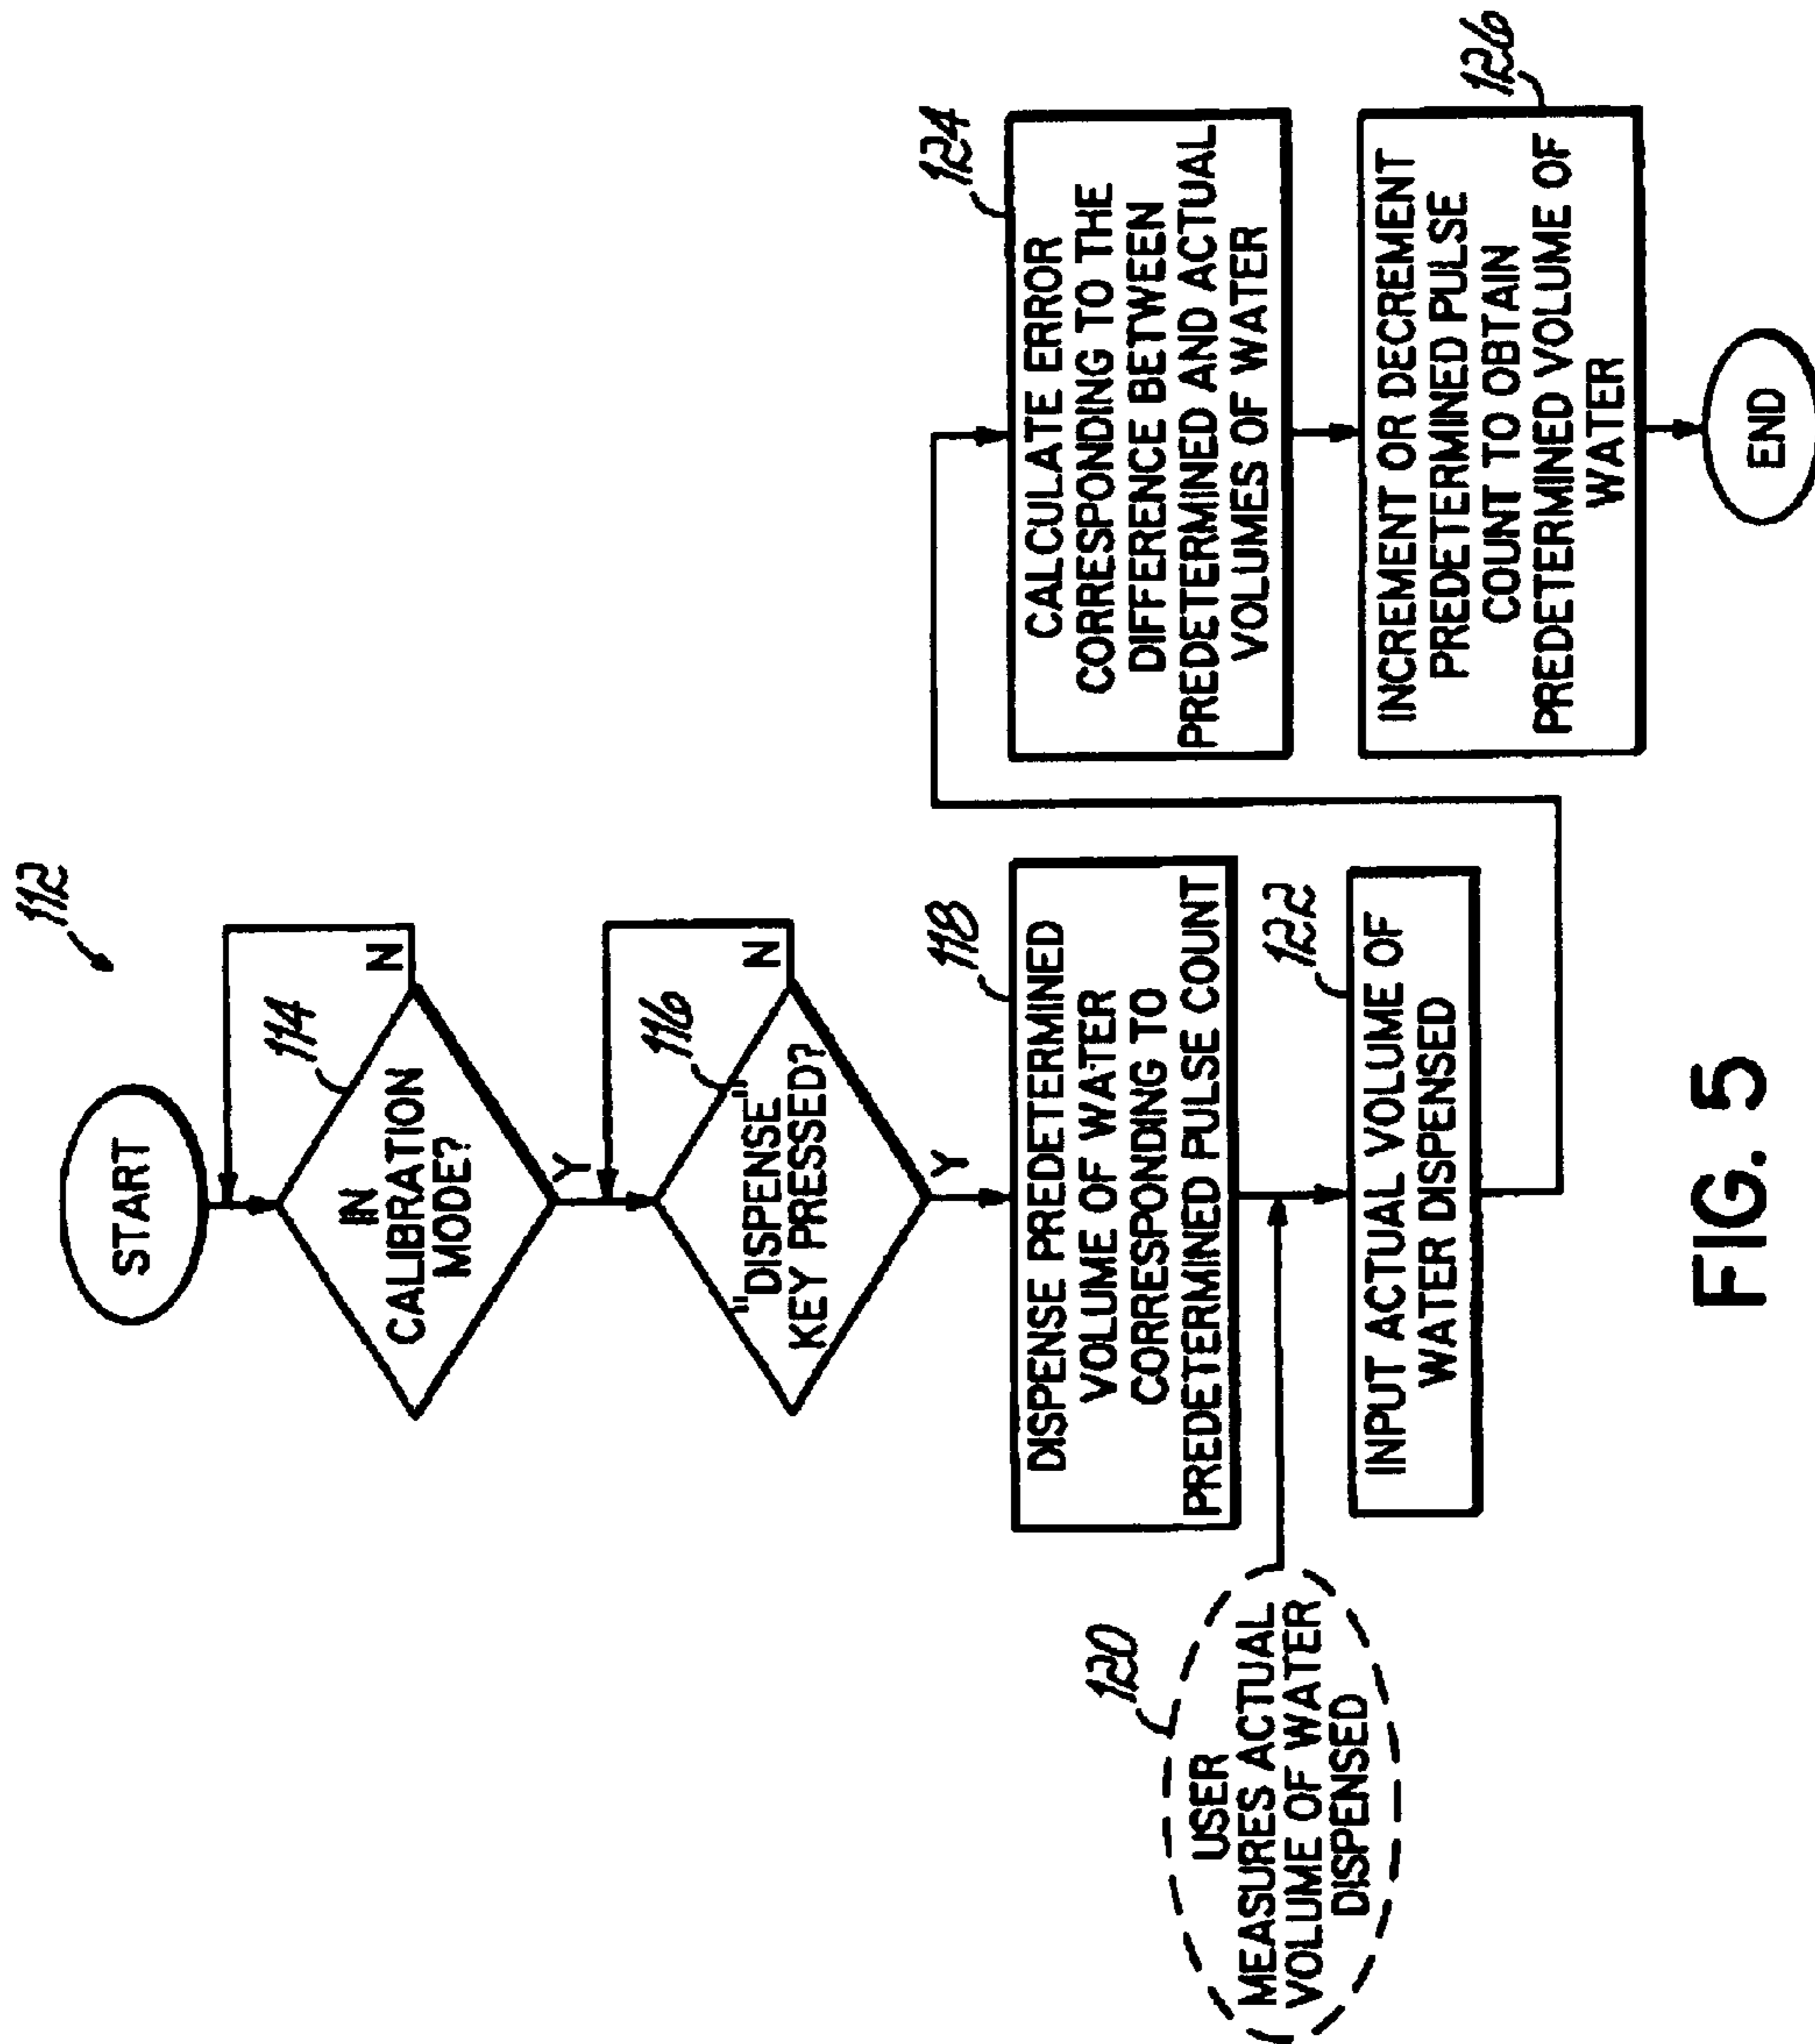 112
START
114
IN
CALIBRATION
MODE?
N
Y
116
"DISPENSE"
KEY PRESSED?
N
Y
118
DISPENSE PREDETERMINED
VOLUME OF WATER
CORRESPONDING TO
PREDETERMINED PULSE COUNT
120
USER
MEASURES ACTUAL
VOLUME OF WATER
DISPENSED
122
INPUT ACTUAL VOLUME OF
WATER DISPENSED
124
CALCULATE ERROR
CORRESPONDING TO THE
DIFFERENCE BETWEEN
PREDETERMINED AND ACTUAL
VOLUMES OF WATER
126
INCREMENT OR DECREMENT
PREDETERMINED PULSE
COUNT TO OBTAIN
PREDETERMINED VOLUME OF
WATER
END
FIG. 5